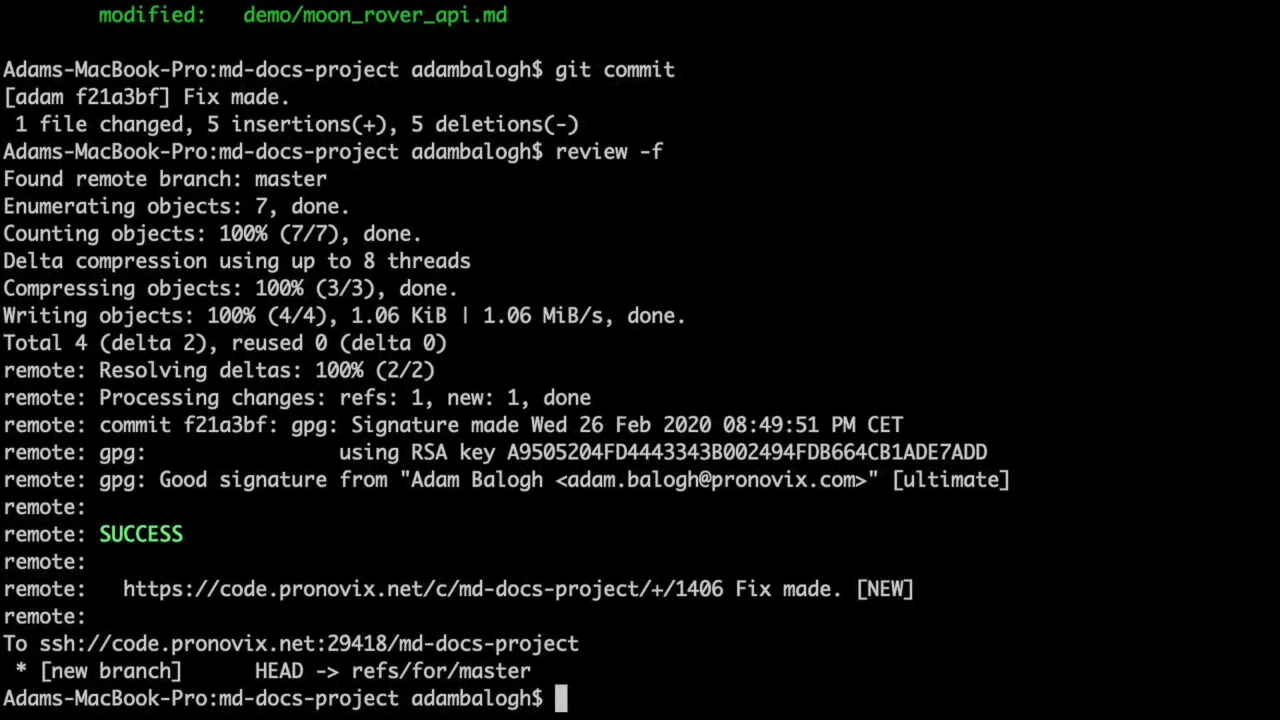 modified:   demo/moon_rover_api.md
Adams-MacBook-Pro:md-docs-project adambalogh$ git commit
[adam f21a3bf] Fix made.
1 file changed, 5 insertions(+), 5 deletions(-)
Adams-MacBook-Pro:md-docs-project adambalogh$ review -f
Found remote branch: master
Enumerating objects: 7, done.
Counting objects: 100% (7/7), done.
Delta compression using up to 8 threads
Compressing objects: 100% (3/3), done.
Writing objects: 100% (4/4), 1.06 KiB | 1.06 MiB/s, done.
Total 4 (delta 2), reused 0 (delta 0)
remote: Resolving deltas: 100% (2/2)
remote: Processing changes: refs: 1, new: 1, done
remote: commit f21a3bf: gpg: Signature made Wed 26 Feb 2020 08:49:51 PM CET
remote: gpg:                using RSA key A9505204FD4443343B002494FDB664CB1ADE7ADD
remote: gpg: Good signature from "Adam Balogh <adam.balogh@pronovix.com>" [ultimate]
remote:
remote: SUCCESS
remote:
remote:   https://code.pronovix.net/c/md-docs-project/+/1406 Fix made. [NEW]
remote:
To ssh://code.pronovix.net:29418/md-docs-project
* [new branch]      HEAD -> refs/for/master
Adams-MacBook-Pro:md-docs-project adambalogh$